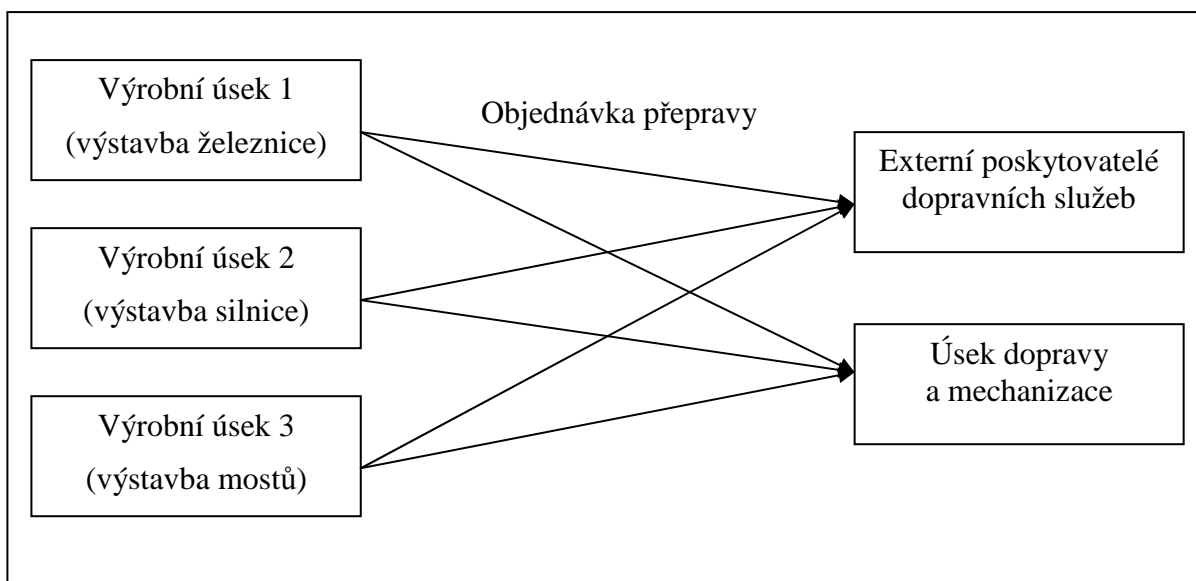 Výrobní úsek 1
(výstavba železnice)
Objednávka přepravy
Externí poskytovatelé
dopravních služeb
Výrobní úsek 2
(výstavba silnice)
Úsek dopravy
a mechanizace
Výrobní úsek 3
(výstavba mostů)